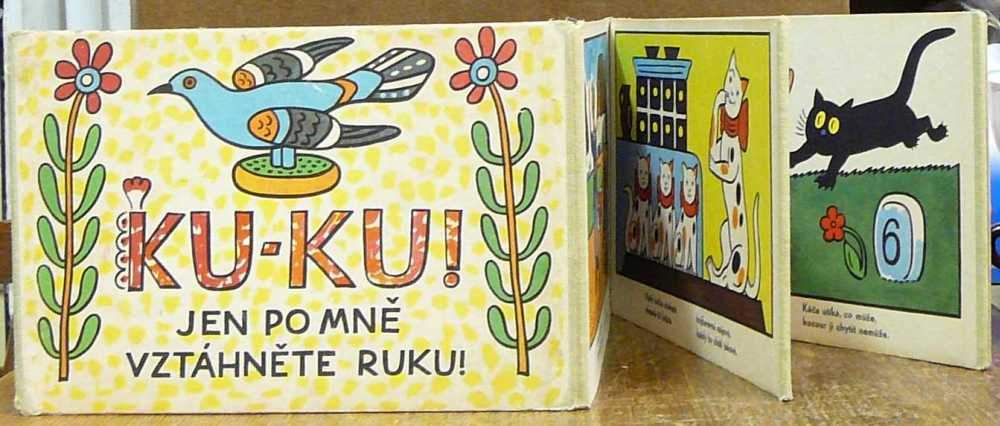 KU-KU!
JEN PO MNĚ
VZTÁHNĚTE RUKU!
6
Káča utíká, co může,
kocour ji chytit nemůže.